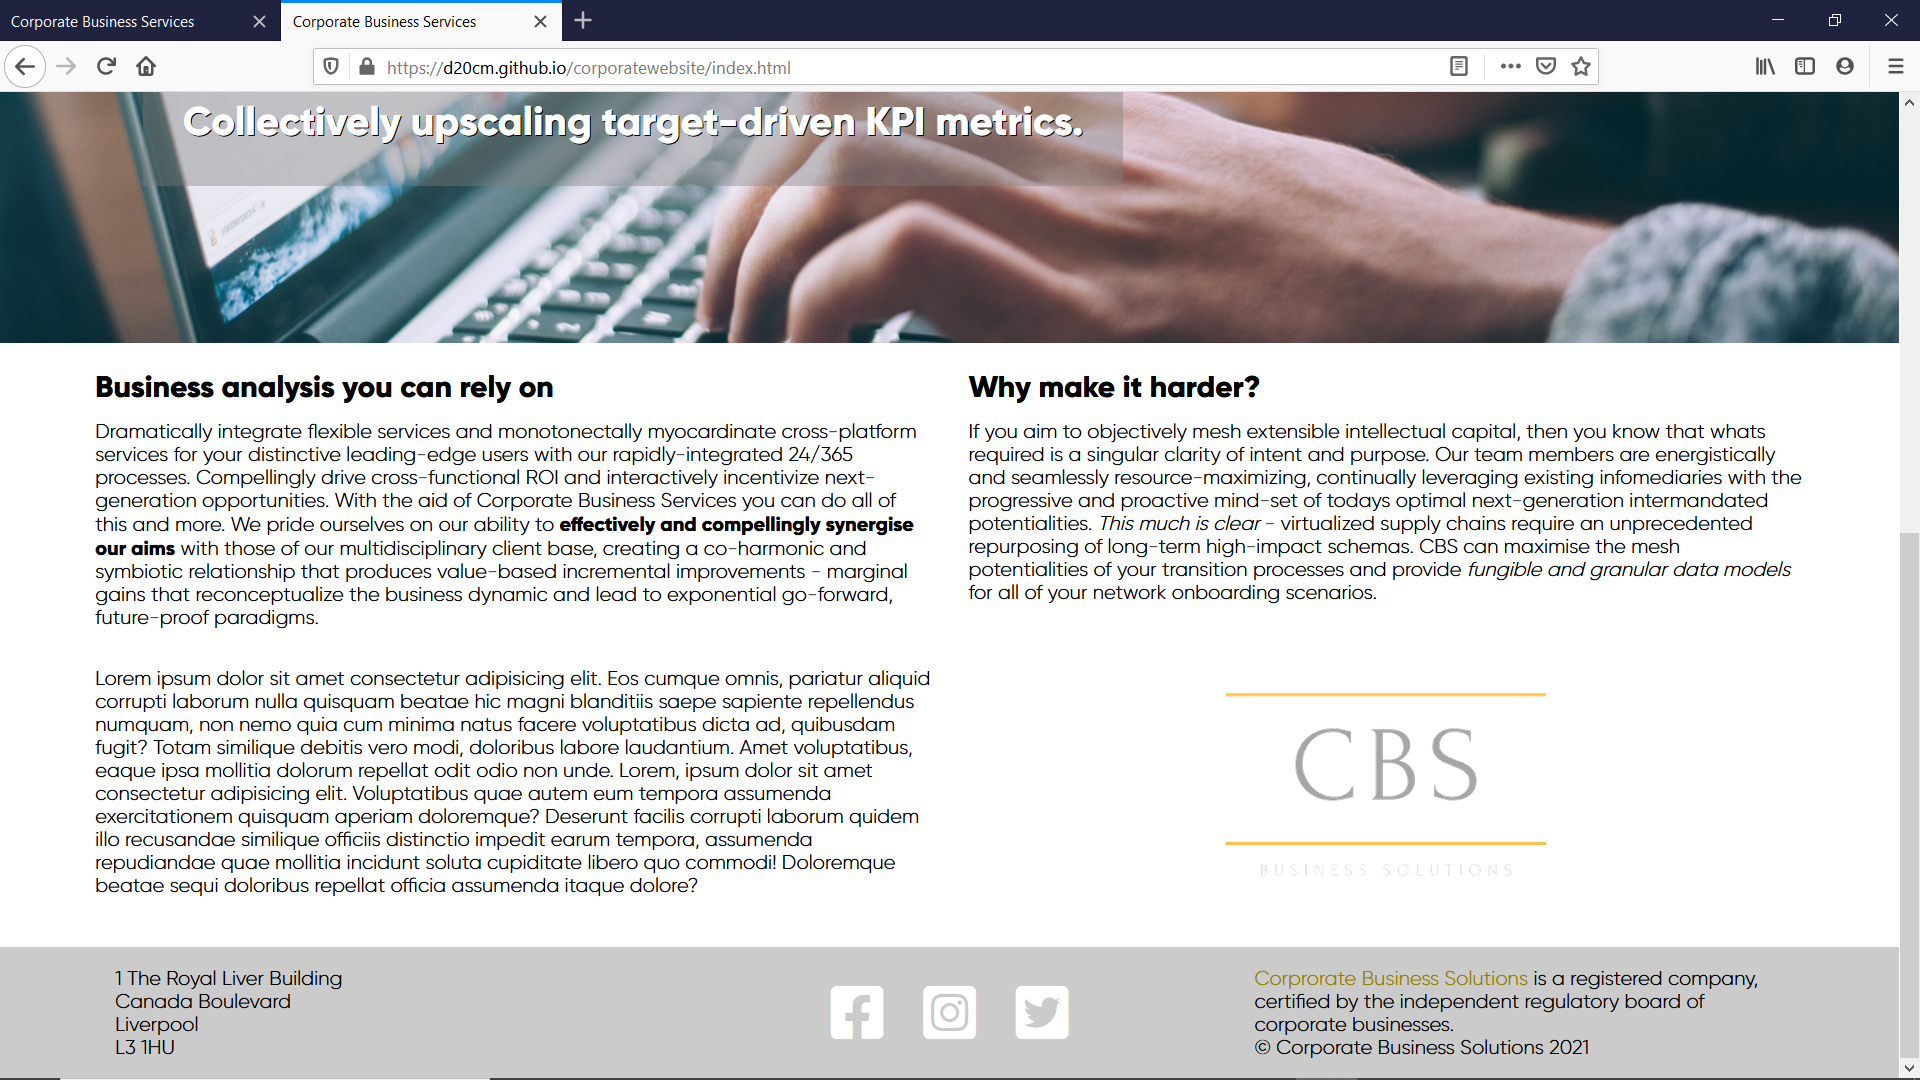 Corporate Business Services
Corporate Business Services
https://d20cm.github.io/corporatewebsite/index.html
Collectively upscaling target-driven KPI metrics.
Business analysis you can rely on
Dramatically integrate flexible services and monotonectally myocardinate cross-platform
services for your distinctive leading-edge users with our rapidly-integrated 24/365
processes. Compellingly drive cross-functional ROI and interactively incentivize next-
generation opportunities. With the aid of Corporate Business Services you can do all of
this and more. We pride ourselves on our ability to effectively and compellingly synergise
our aims with those of our multidisciplinary client base, creating a co-harmonic and
symbiotic relationship that produces value-based incremental improvements - marginal
gains that reconceptualize the business dynamic and lead to exponential go-forward,
future-proof paradigms.
Why make it harder?
If you aim to objectively mesh extensible intellectual capital, then you know that whats
required is a singular clarity of intent and purpose. Our team members are energistically
and seamlessly resource-maximizing, continually leveraging existing infomediaries with the
progressive and proactive mind-set of todays optimal next-generation intermandated
potentialities. This much is clear - virtualized supply chains require an unprecedented
repurposing of long-term high-impact schemas. CBS can maximise the mesh
potentialities of your transition processes and provide fungible and granular data models
for all of your network onboarding scenarios.
Lorem ipsum dolor sit amet consectetur adipisicing elit. Eos cumque omnis, pariatur aliquid
corrupti laborum nulla quisquam beatae hic magni blanditiis saepe sapiente repellendus
numquam, non nemo quia cum minima natus facere voluptatibus dicta ad, quibusdam
fugit? Totam similique debitis vero modi, doloribus labore laudantium. Amet voluptatibus,
eaque ipsa mollitia dolorum repellat odit odio non unde. Lorem, ipsum dolor sit amet
consectetur adipisicing elit. Voluptatibus quae autem eum tempora assumenda
exercitationem quisquam aperiam doloremque? Deserunt facilis corrupti laborum quidem
illo recusandae similique officiis distinctio impedit earum tempora, assumenda
repudiandae quae mollitia incidunt soluta cupiditate libero quo commodi! Doloremque
beatae sequi doloribus repellat officia assumenda itaque dolore?
CBS
BUSINESS SOLUTIONS
1 The Royal Liver Building
Canada Boulevard
Liverpool
L3 1HU
Corprorate Business Solutions is a registered company,
certified by the independent regulatory board of
corporate businesses.
© Corporate Business Solutions 2021